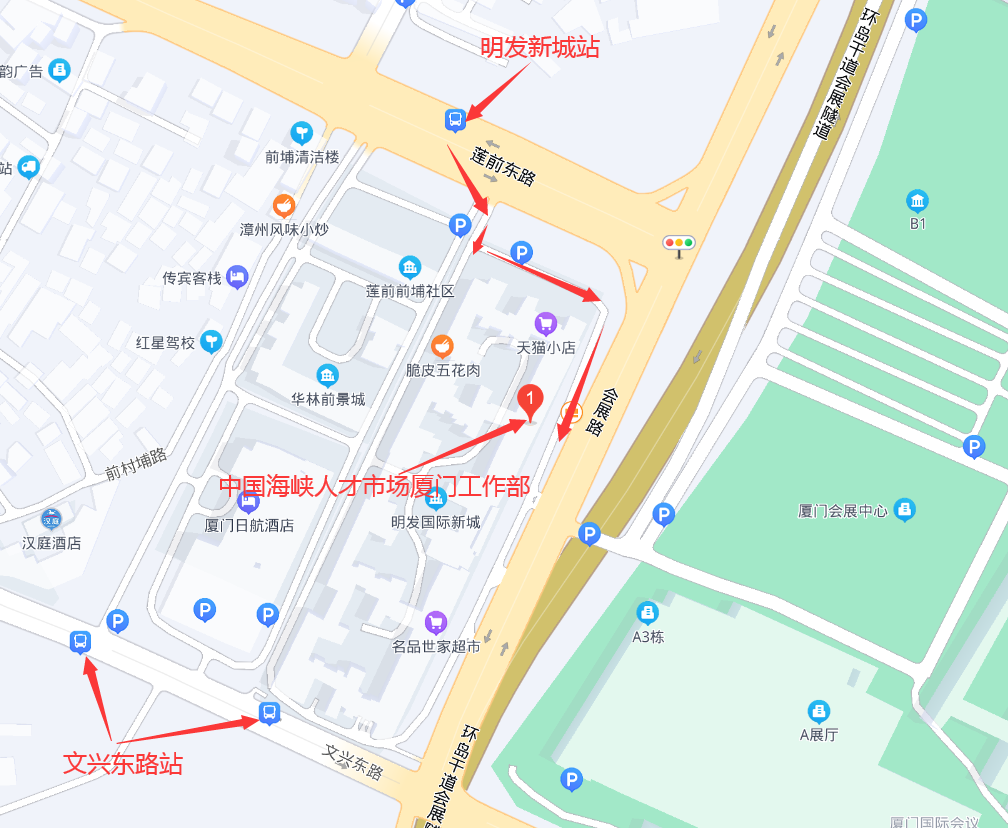 明发新城站
环岛干道会展隧道
韵广告
前埔清洁楼
莲前东路
站
B1
漳州风味小炒
传宾客栈
莲前前埔社区
红星驾校
天猫小店
脆皮五花肉
1
华林前景城
会展路
前村埔路
中国海峡人才市场厦门工作部
汉庭
汉庭酒店
厦门日航酒店
明发国际新城
厦门会展中心
A3栋
名品世家超市
A展厅
文兴东路站
文兴东路
环岛干道会展隧
厦门国际会议
P
P
P
P
P
P
P
P
P
P
P
P